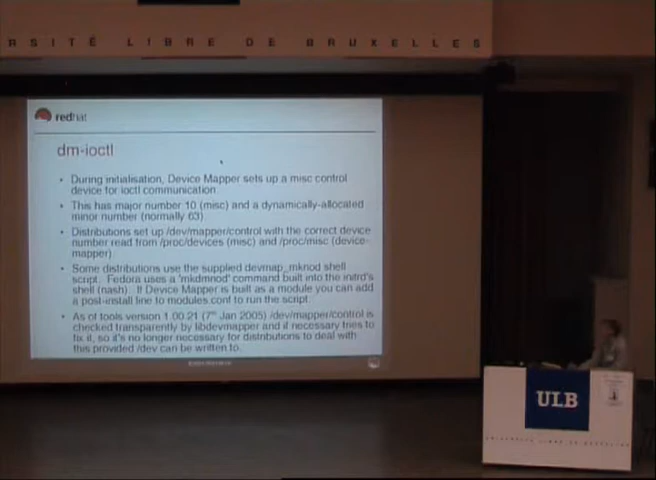 RSITÉ LIBRE DE BRUXELLES
redhat
dm-ioctl
• During initialisation, Device Mapper sets up a misc control
device for ioctl communication
• This has major number 10 (misc) and a dynamically-allocated
minor number (normally 63)
• Distributions set up /dev/mapper/control with the correct device
number read from /proc/devices (misc) and /proc/misc (device-
mapper)
• Some distributions use the supplied devmap_mknod shell
script. Fedora uses a 'mkdmnod' command built into the initrd's
shell (nash). If Device Mapper is built as a module you can add
a post-install line to modules.conf to run the script.
• As of tools version 1.00.21 (7th Jan 2005) /dev/mapper/control is
checked transparently by libdevmapper and if necessary tries to
fix it, so it's no longer necessary for distributions to deal with
this provided /dev can be written to.
ULB